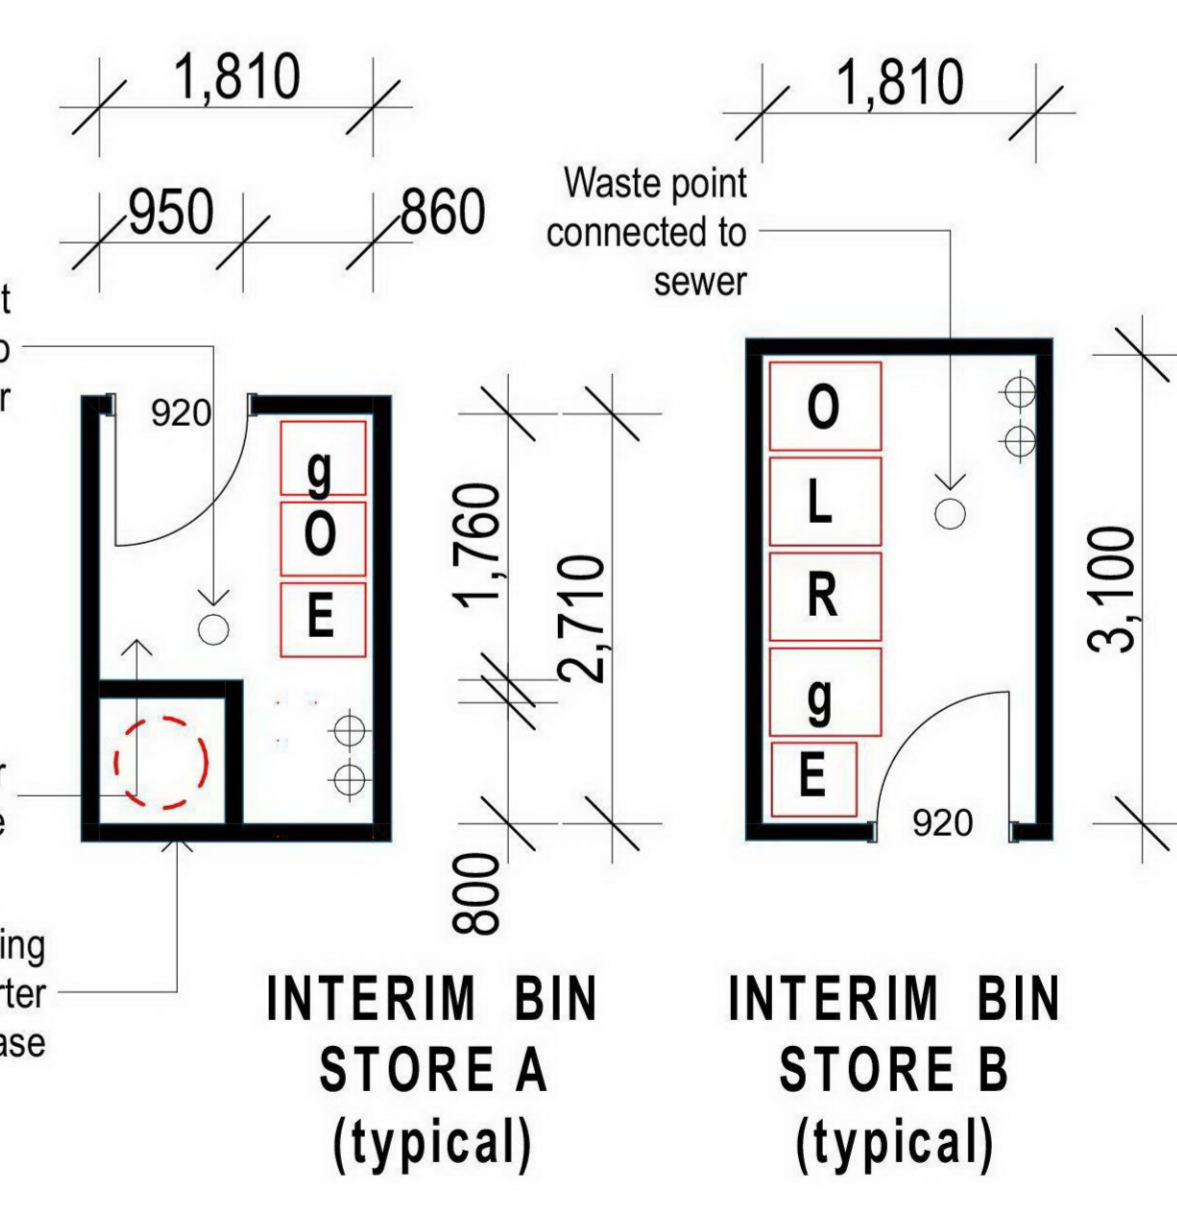 1,810
950
860
920
g
O
E
1,760
2,710
800
INTERIM BIN
STORE A
(typical)
1,810
Waste point
connected to
sewer
O
L
R
g
E
920
3,100
INTERIM BIN
STORE B
(typical)